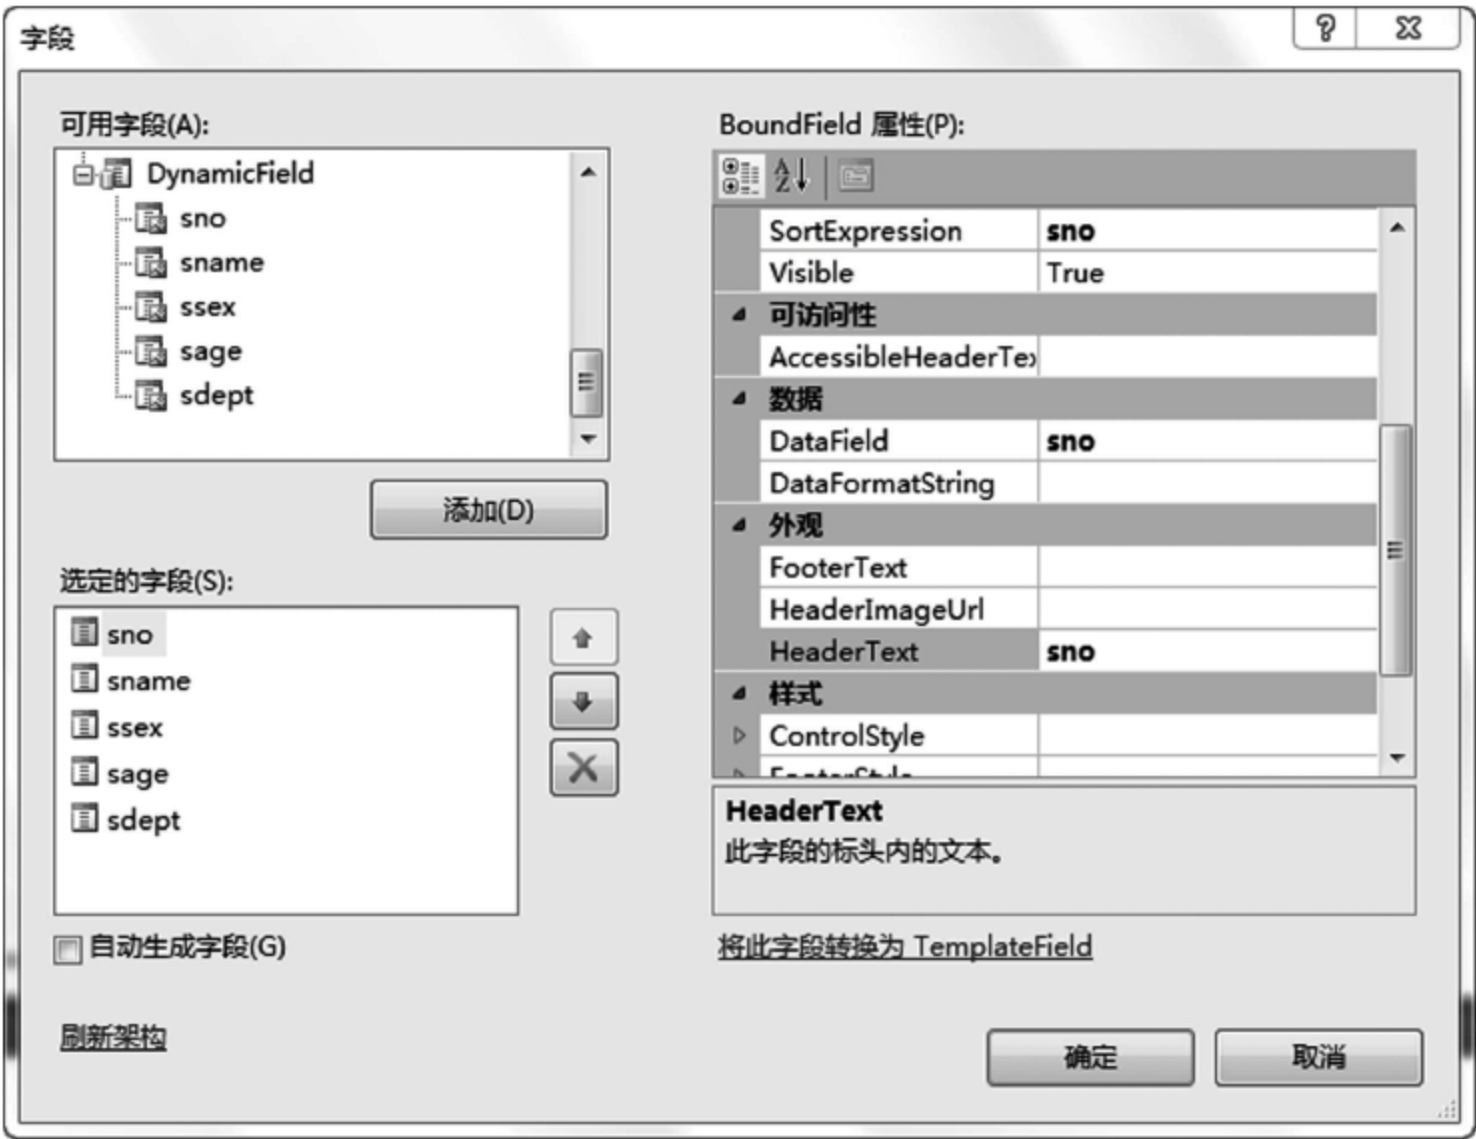 字段
可用字段(A):
DynamicField
sno
sname
ssex
sage
sdept
添加(D)
选定的字段(S):
sno
sname
ssex
sage
sdept
自动生成字段(G)
刷新架构
BoundField 属性(P):
SortExpression sno
Visible True
可访问性
AccessibleHeaderTex
数据
DataField sno
DataFormatString
外观
FooterText
HeaderImageUrl
HeaderText sno
样式
ControlStyle
FooterStyle
HeaderText
此字段的标头内的文本。
将此字段转换为 TemplateField
确定
取消